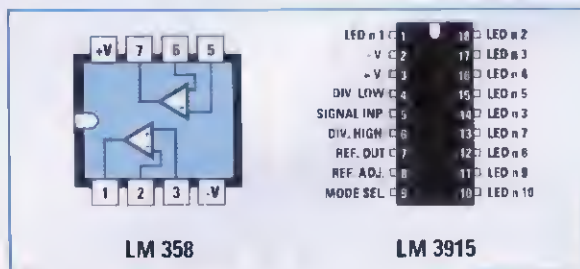 +V 7 6 5
1 2 3 -V
LM 358
LED n 1 1 18 LED n 2
-V 2 17 LED n 3
+V 3 16 LED n 4
DIV. LOW 4 15 LED n 5
SIGNAL INP 5 14 LED n
DIV. HIGH 6 13 LED n 7
REF. OUT 7 12 LED n
REF. ADJ. 8 11 LED n 9
MODE SEL. 9 10 LED n 10
LM 3915